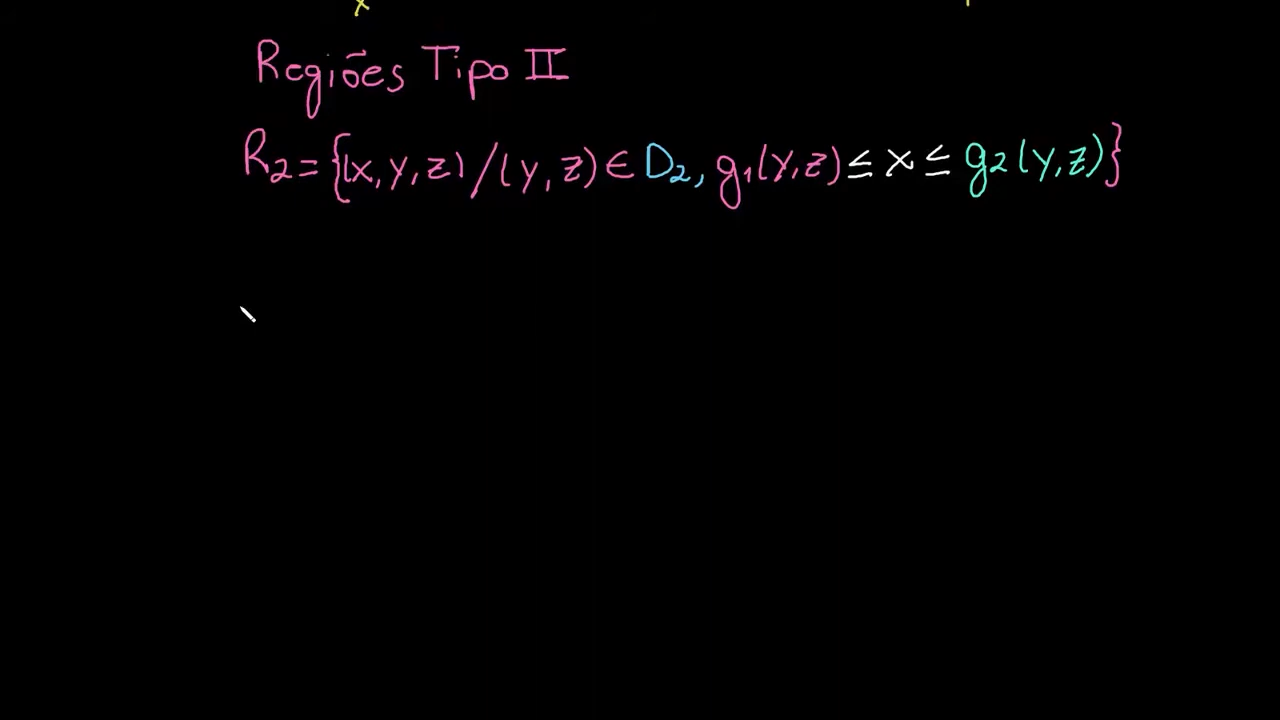 Regiões Tipo II
R₂ = {(x, y, z) / (y, z) ∈ D₂, g₁(y, z) ≤ x ≤ g₂(y, z)}